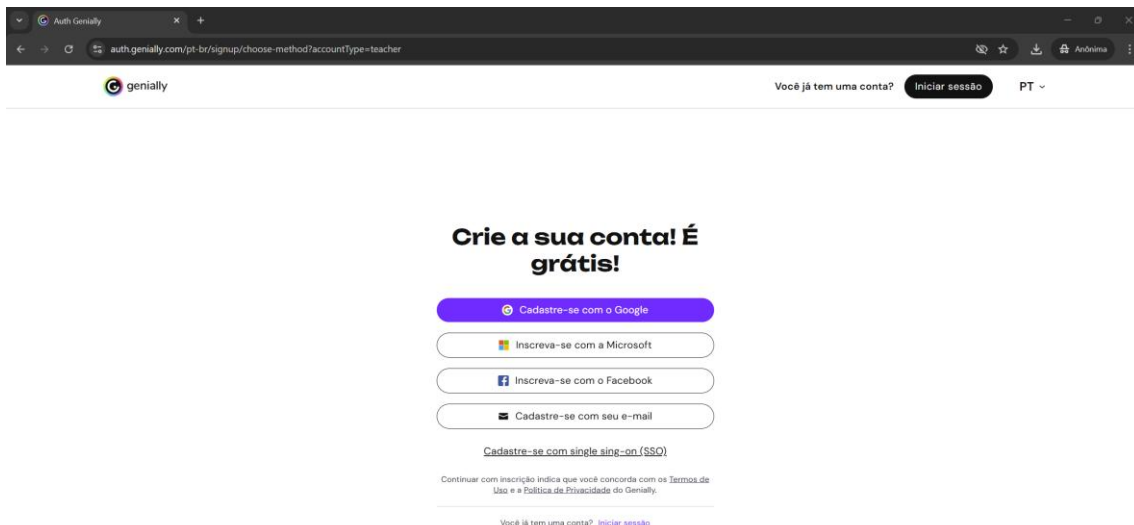 Auth Genially
auth.genially.com/pt-br/signup/choose-method?accountType=teacher
Anônima
genially
Você já tem uma conta?
Iniciar sessão
PT
Crie a sua conta! É
grátis!
Cadastre-se com o Google
Inscreva-se com a Microsoft
Inscreva-se com o Facebook
Cadastre-se com seu e-mail
Cadastre-se com single sing-on (SSO)
Continuar com inscrição indica que você concorda com os Termos de
Uso e a Política de Privacidade do Genially.
Você já tem uma conta? Iniciar sessão